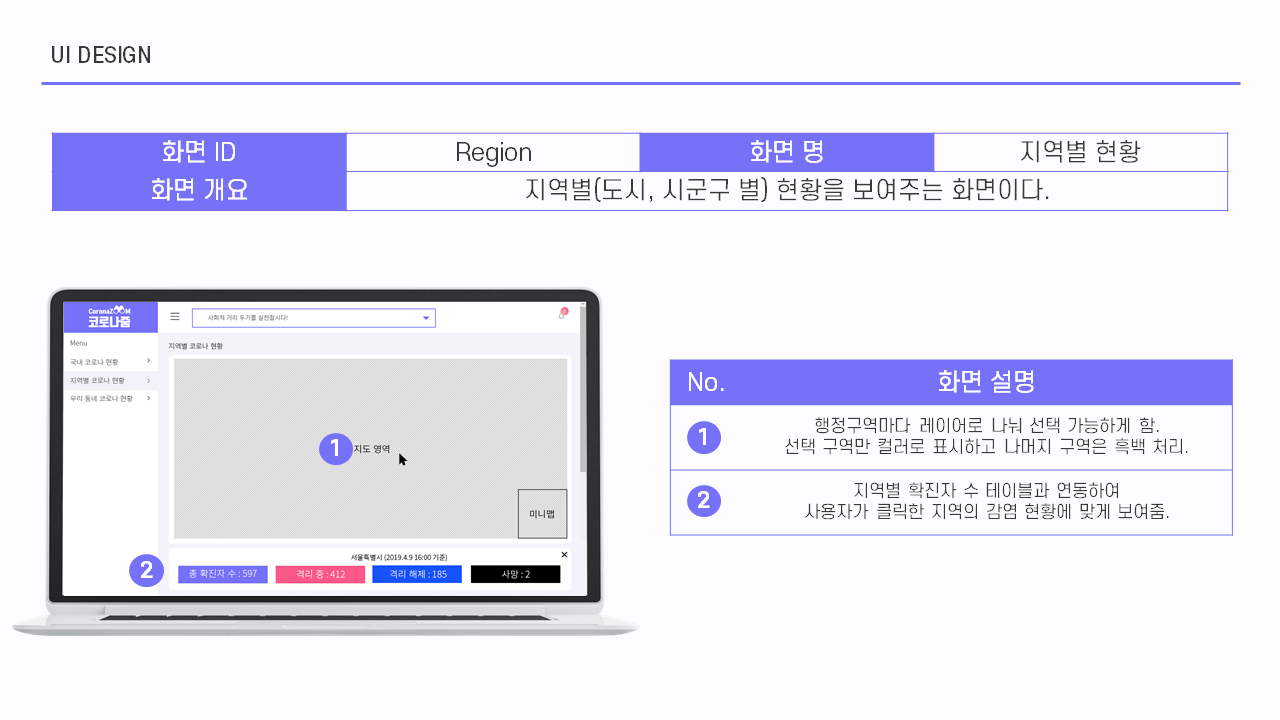 UI DESIGN
화면 ID
Region
화면 명
지역별 현황
화면 개요
지역별(도시, 시군구 별) 현황을 보여주는 화면이다.
CoronaZOOM
코로나줌
사회적 거리 두기를 실천합시다!
Menu
국내 코로나 현황
지역별 코로나 현황
우리 동네 코로나 현황
지역별 코로나 현황
1
지도 영역
미니맵
서울특별시 (2019.4.9 16:00 기준)
2
총 확진자 수 : 597
격리 중 : 412
격리 해제 : 185
사망 : 2
No.
화면 설명
1
행정구역마다 레이어로 나눠 선택 가능하게 함.
선택 구역만 컬러로 표시하고 나머지 구역은 흑백 처리.
2
지역별 확진자 수 테이블과 연동하여
사용자가 클릭한 지역의 감염 현황에 맞게 보여줌.